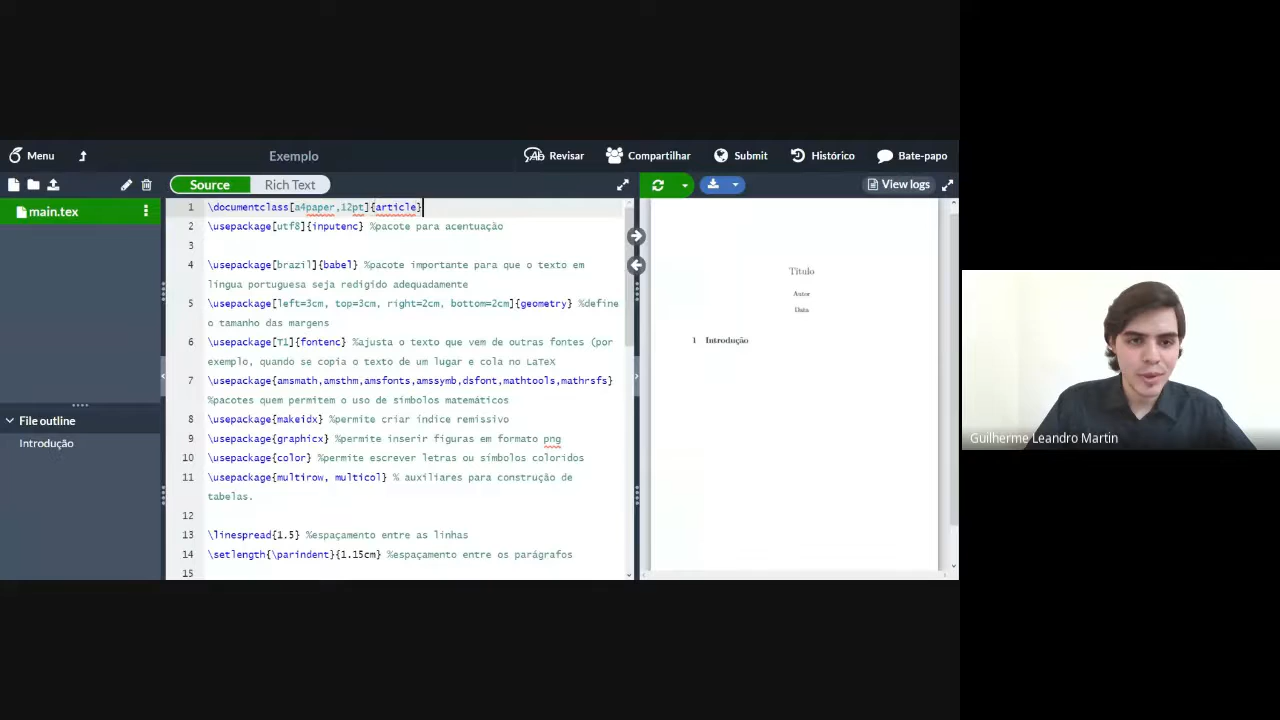 Menu
Exemplo
Revisar
Compartilhar
Submit
Histórico
Bate-papo
Source
Rich Text
View logs
main.tex
File outline
Introdução
1 \documentclass[a4paper,12pt]{article}
2 \usepackage[utf8]{inputenc} %pacote para acentuação
3
4 \usepackage[brazil]{babel} %pacote importante para que o texto em
língua portuguesa seja redigido adequadamente
5 \usepackage[left=3cm, top=3cm, right=2cm, bottom=2cm]{geometry} %define
o tamanho das margens
6 \usepackage[T1]{fontenc} %ajusta o texto que vem de outras fontes (por
exemplo, quando se copia o texto de um lugar e cola no LaTeX
7 \usepackage{amsmath,amsthm,amsfonts,amssymb,dsfont,mathtools,mathrsfs}
%pacotes quem permitem o uso de símbolos matemáticos
8 \usepackage{makeidx} %permite criar índice remissivo
9 \usepackage{graphicx} %permite inserir figuras em formato png
10 \usepackage{color} %permite escrever letras ou símbolos coloridos
11 \usepackage{multirow, multicol} % auxiliares para construção de
tabelas.
12
13 \linespread{1.5} %espaçamento entre as linhas
14 \setlength{\parindent}{1.15cm} %espaçamento entre os parágrafos
15
Título
Autor
Data
1 Introdução
Guilherme Leandro Martin